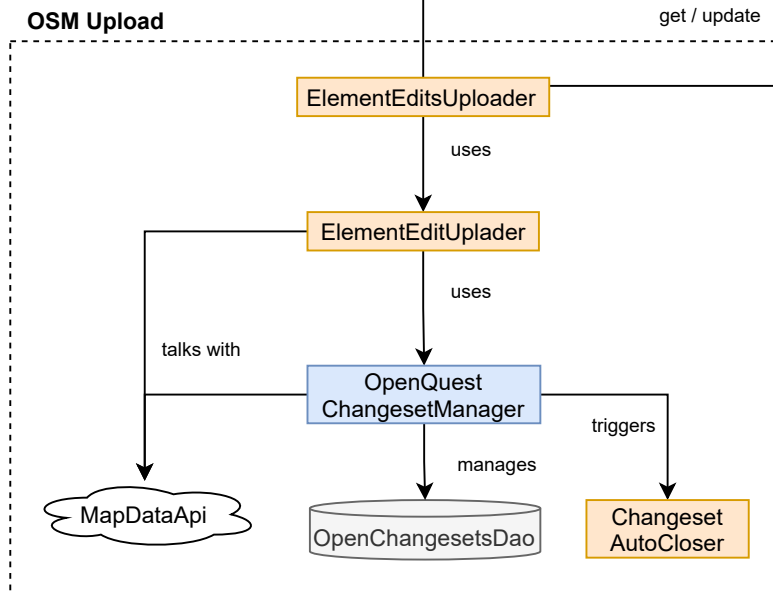 OSM Upload
get / update
ElementEditsUploader
uses
ElementEditUplader
uses
talks with
OpenQuest
ChangesetManager
triggers
manages
MapDataApi
OpenChangesetsDao
Changeset
AutoCloser